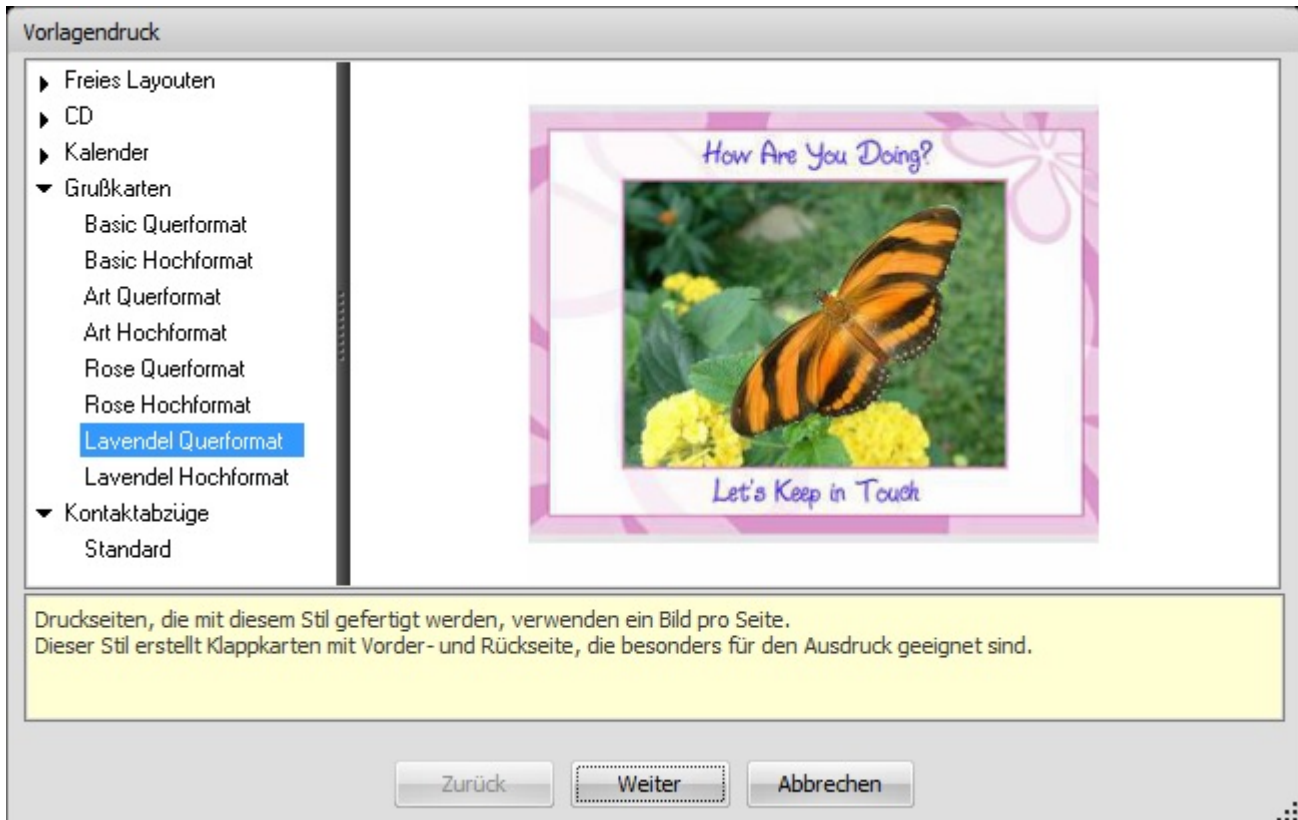 Vorlagendruck
Freies Layouten
CD
Kalender
Grußkarten
Basic Querformat
Basic Hochformat
Art Querformat
Art Hochformat
Rose Querformat
Rose Hochformat
Lavendel Querformat
Lavendel Hochformat
Kontaktabzüge
Standard
How Are You Doing?
Let's Keep in Touch
Druckseiten, die mit diesem Stil gefertigt werden, verwenden ein Bild pro Seite.
Dieser Stil erstellt Klappkarten mit Vorder- und Rückseite, die besonders für den Ausdruck geeignet sind.
Zurück
Weiter
Abbrechen